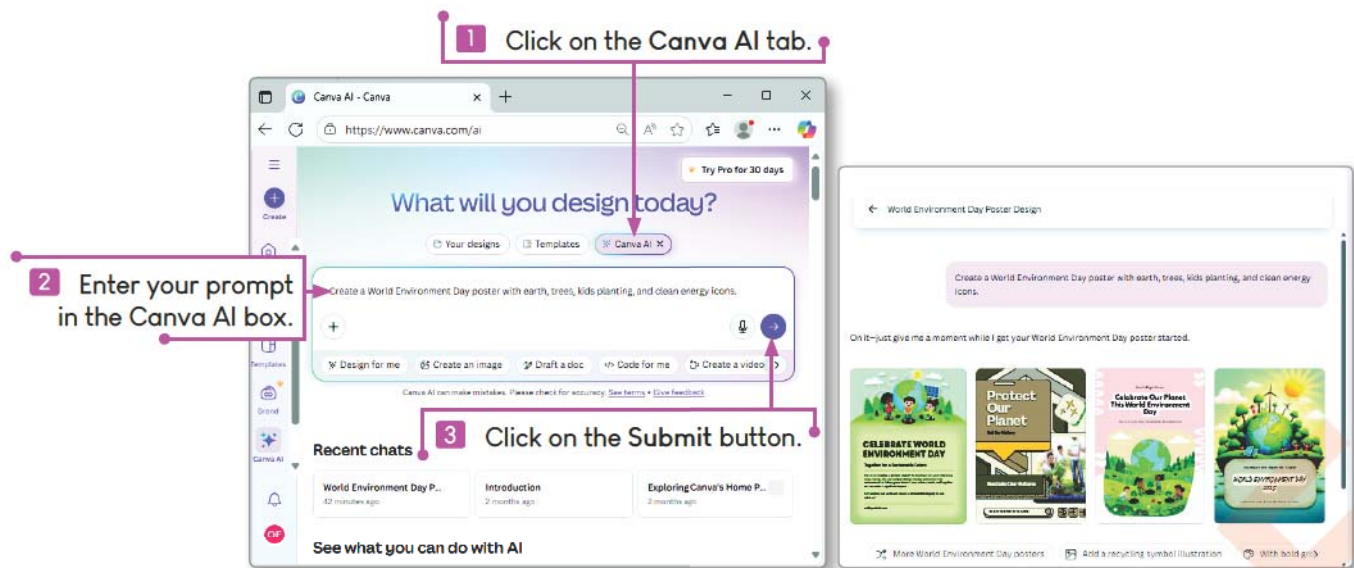 1 Click on the Canva AI tab.
Canva AI - Canva
https://www.canva.com/ai
Try Pro for 30 days
Create
What will you design today?
Your designs
Templates
Canva AI
2 Enter your prompt
in the Canva AI box.
Create a World Environment Day poster with earth, trees, kids planting, and clean energy icons.
Templates
Design for me
Create an image
Draft a doc
Code for me
Create a video
Canva AI can make mistakes. Please check for accuracy. See terms • Give feedback
Brand
3 Click on the Submit button.
Canva AI
Recent chats
World Environment Day P...
42 minutes ago
Introduction
2 months ago
Exploring Canva's Home P...
2 months ago
OF
See what you can do with AI
World Environment Day Poster Design
Create a World Environment Day poster with earth, trees, kids planting, and clean energy
icons.
On it—just give me a moment while I get your World Environment Day poster started.
CELEBRATE WORLD
ENVIRONMENT DAY
Together for a Sustainable Future
Protect
Our
Planet
Celebrate Our Planet
This World Environment
Day
WORLD ENVIRONMENT DAY
2025
More World Environment Day posters
Add a recycling symbol illustration
With bold gr